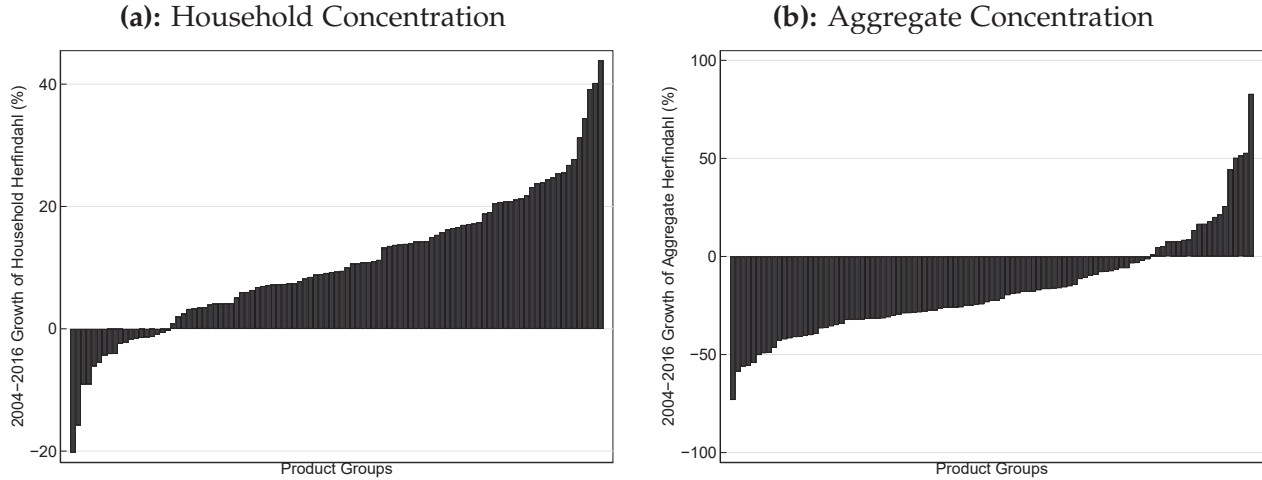 (a): Household Concentration
2004−2016 Growth of Household Herfindahl (%)
40
20
0
−20
Product Groups
(b): Aggregate Concentration
2004−2016 Growth of Aggregate Herfindahl (%)
100
50
0
−50
−100
Product Groups